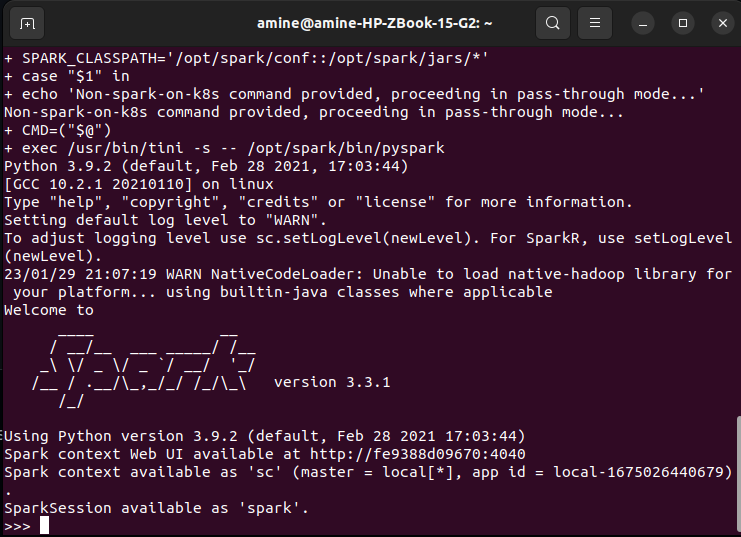 amine@amine-HP-ZBook-15-G2: ~
+ SPARK_CLASSPATH='/opt/spark/conf::/opt/spark/jars/*'
+ case "$1" in
+ echo 'Non-spark-on-k8s command provided, proceeding in pass-through mode...'
Non-spark-on-k8s command provided, proceeding in pass-through mode...
+ CMD=("$@")
+ exec /usr/bin/tini -s -- /opt/spark/bin/pyspark
Python 3.9.2 (default, Feb 28 2021, 17:03:44)
[GCC 10.2.1 20210110] on linux
Type "help", "copyright", "credits" or "license" for more information.
Setting default log level to "WARN".
To adjust logging level use sc.setLogLevel(newLevel). For SparkR, use setLogLevel
(newLevel).
23/01/29 21:07:19 WARN NativeCodeLoader: Unable to load native-hadoop library for
 your platform... using builtin-java classes where applicable
Welcome to
      ____              __
     / __/__  ___ _____/ /__
    _\ \/ _ \/ _ `/ __/  '_/
   /__ / .__/\_,_/_/ /_/\_\   version 3.3.1
      /_/
Using Python version 3.9.2 (default, Feb 28 2021 17:03:44)
Spark context Web UI available at http://fe9388d09670:4040
Spark context available as 'sc' (master = local[*], app id = local-1675026440679)
.
SparkSession available as 'spark'.
>>>